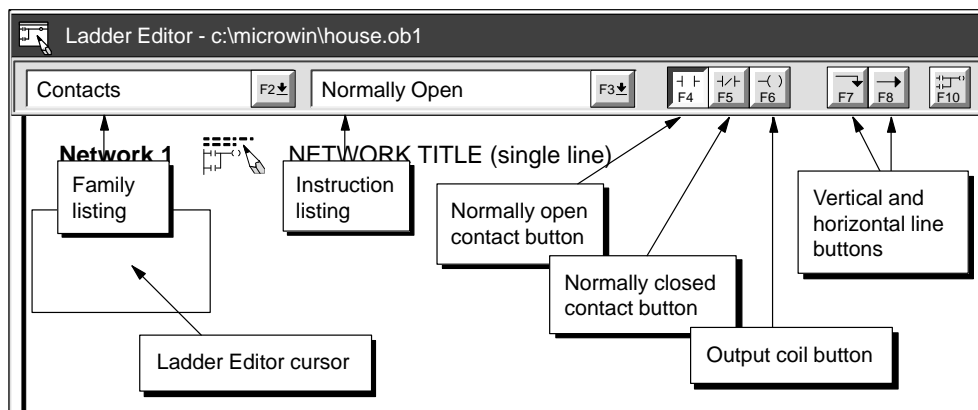 Ladder Editor - c:\microwin\house.ob1
Contacts
F2
Normally Open
F3
F4
F5
F6
F7
F8
F10
Network 1
NETWORK TITLE (single line)
Family
listing
Instruction
listing
Normally open
contact button
Vertical and
horizontal line
buttons
Normally closed
contact button
Ladder Editor cursor
Output coil button